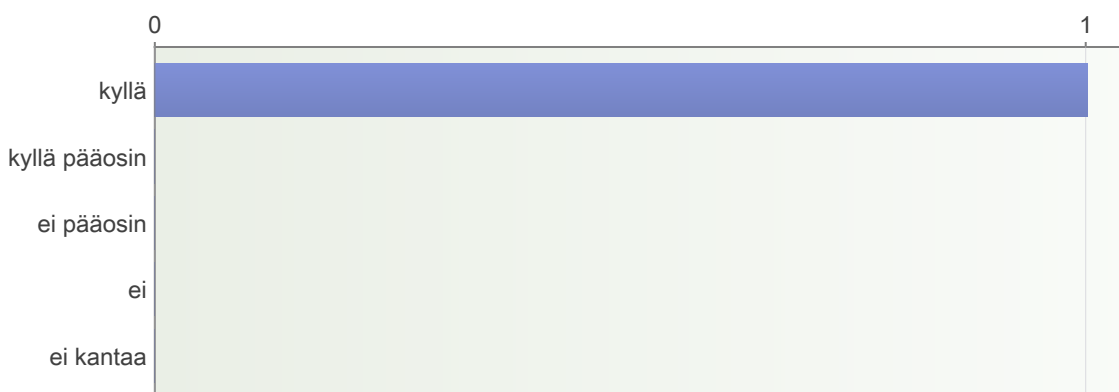 0 1
kyllä
kyllä pääosin
ei pääosin
ei
ei kantaa